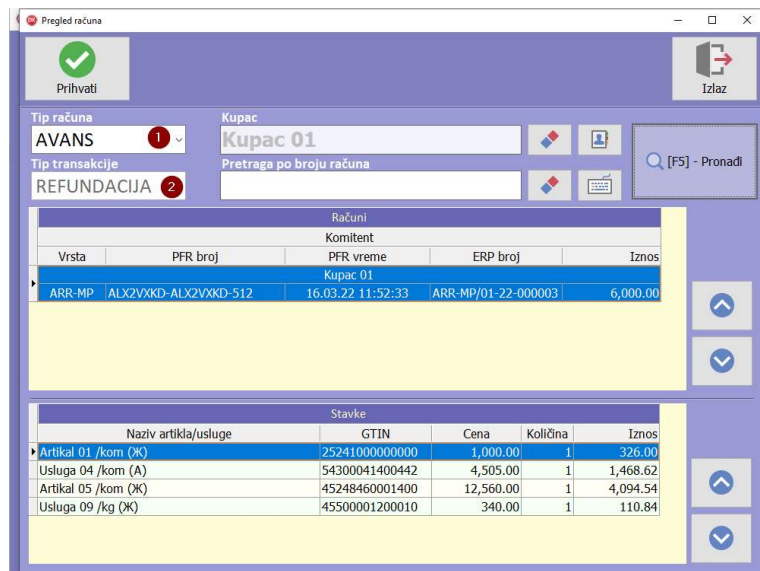 Pregled računa
Prihvati
Izlaz
Tip računa
Kupac
AVANS 1
Kupac 01
Tip transakcije
Pretraga po broju računa
[F5] - Pronađi
REFUNDACIJA 2
Računi
Komitent
Vrsta PFR broj PFR vreme ERP broj Iznos
Kupac 01
ARR-MP ALX2VXKD-ALX2VXKD-512 16.03.22 11:52:33 ARR-MP/01-22-000003 6,000.00
Stavke
Naziv artikla/usluge GTIN Cena Količina Iznos
Artikal 01 /kom (Ж) 25241000000000 1,000.00 1 326.00
Usluga 04 /kom (А) 54300041400442 4,505.00 1 1,468.62
Artikal 05 /kom (Ж) 45248460001400 12,560.00 1 4,094.54
Usluga 09 /kg (Ж) 45500001200010 340.00 1 110.84